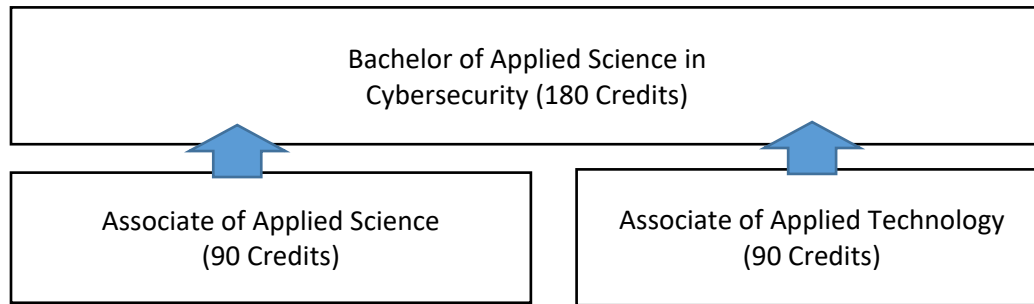 Bachelor of Applied Science in
Cybersecurity (180 Credits)
Associate of Applied Science
(90 Credits)
Associate of Applied Technology
(90 Credits)